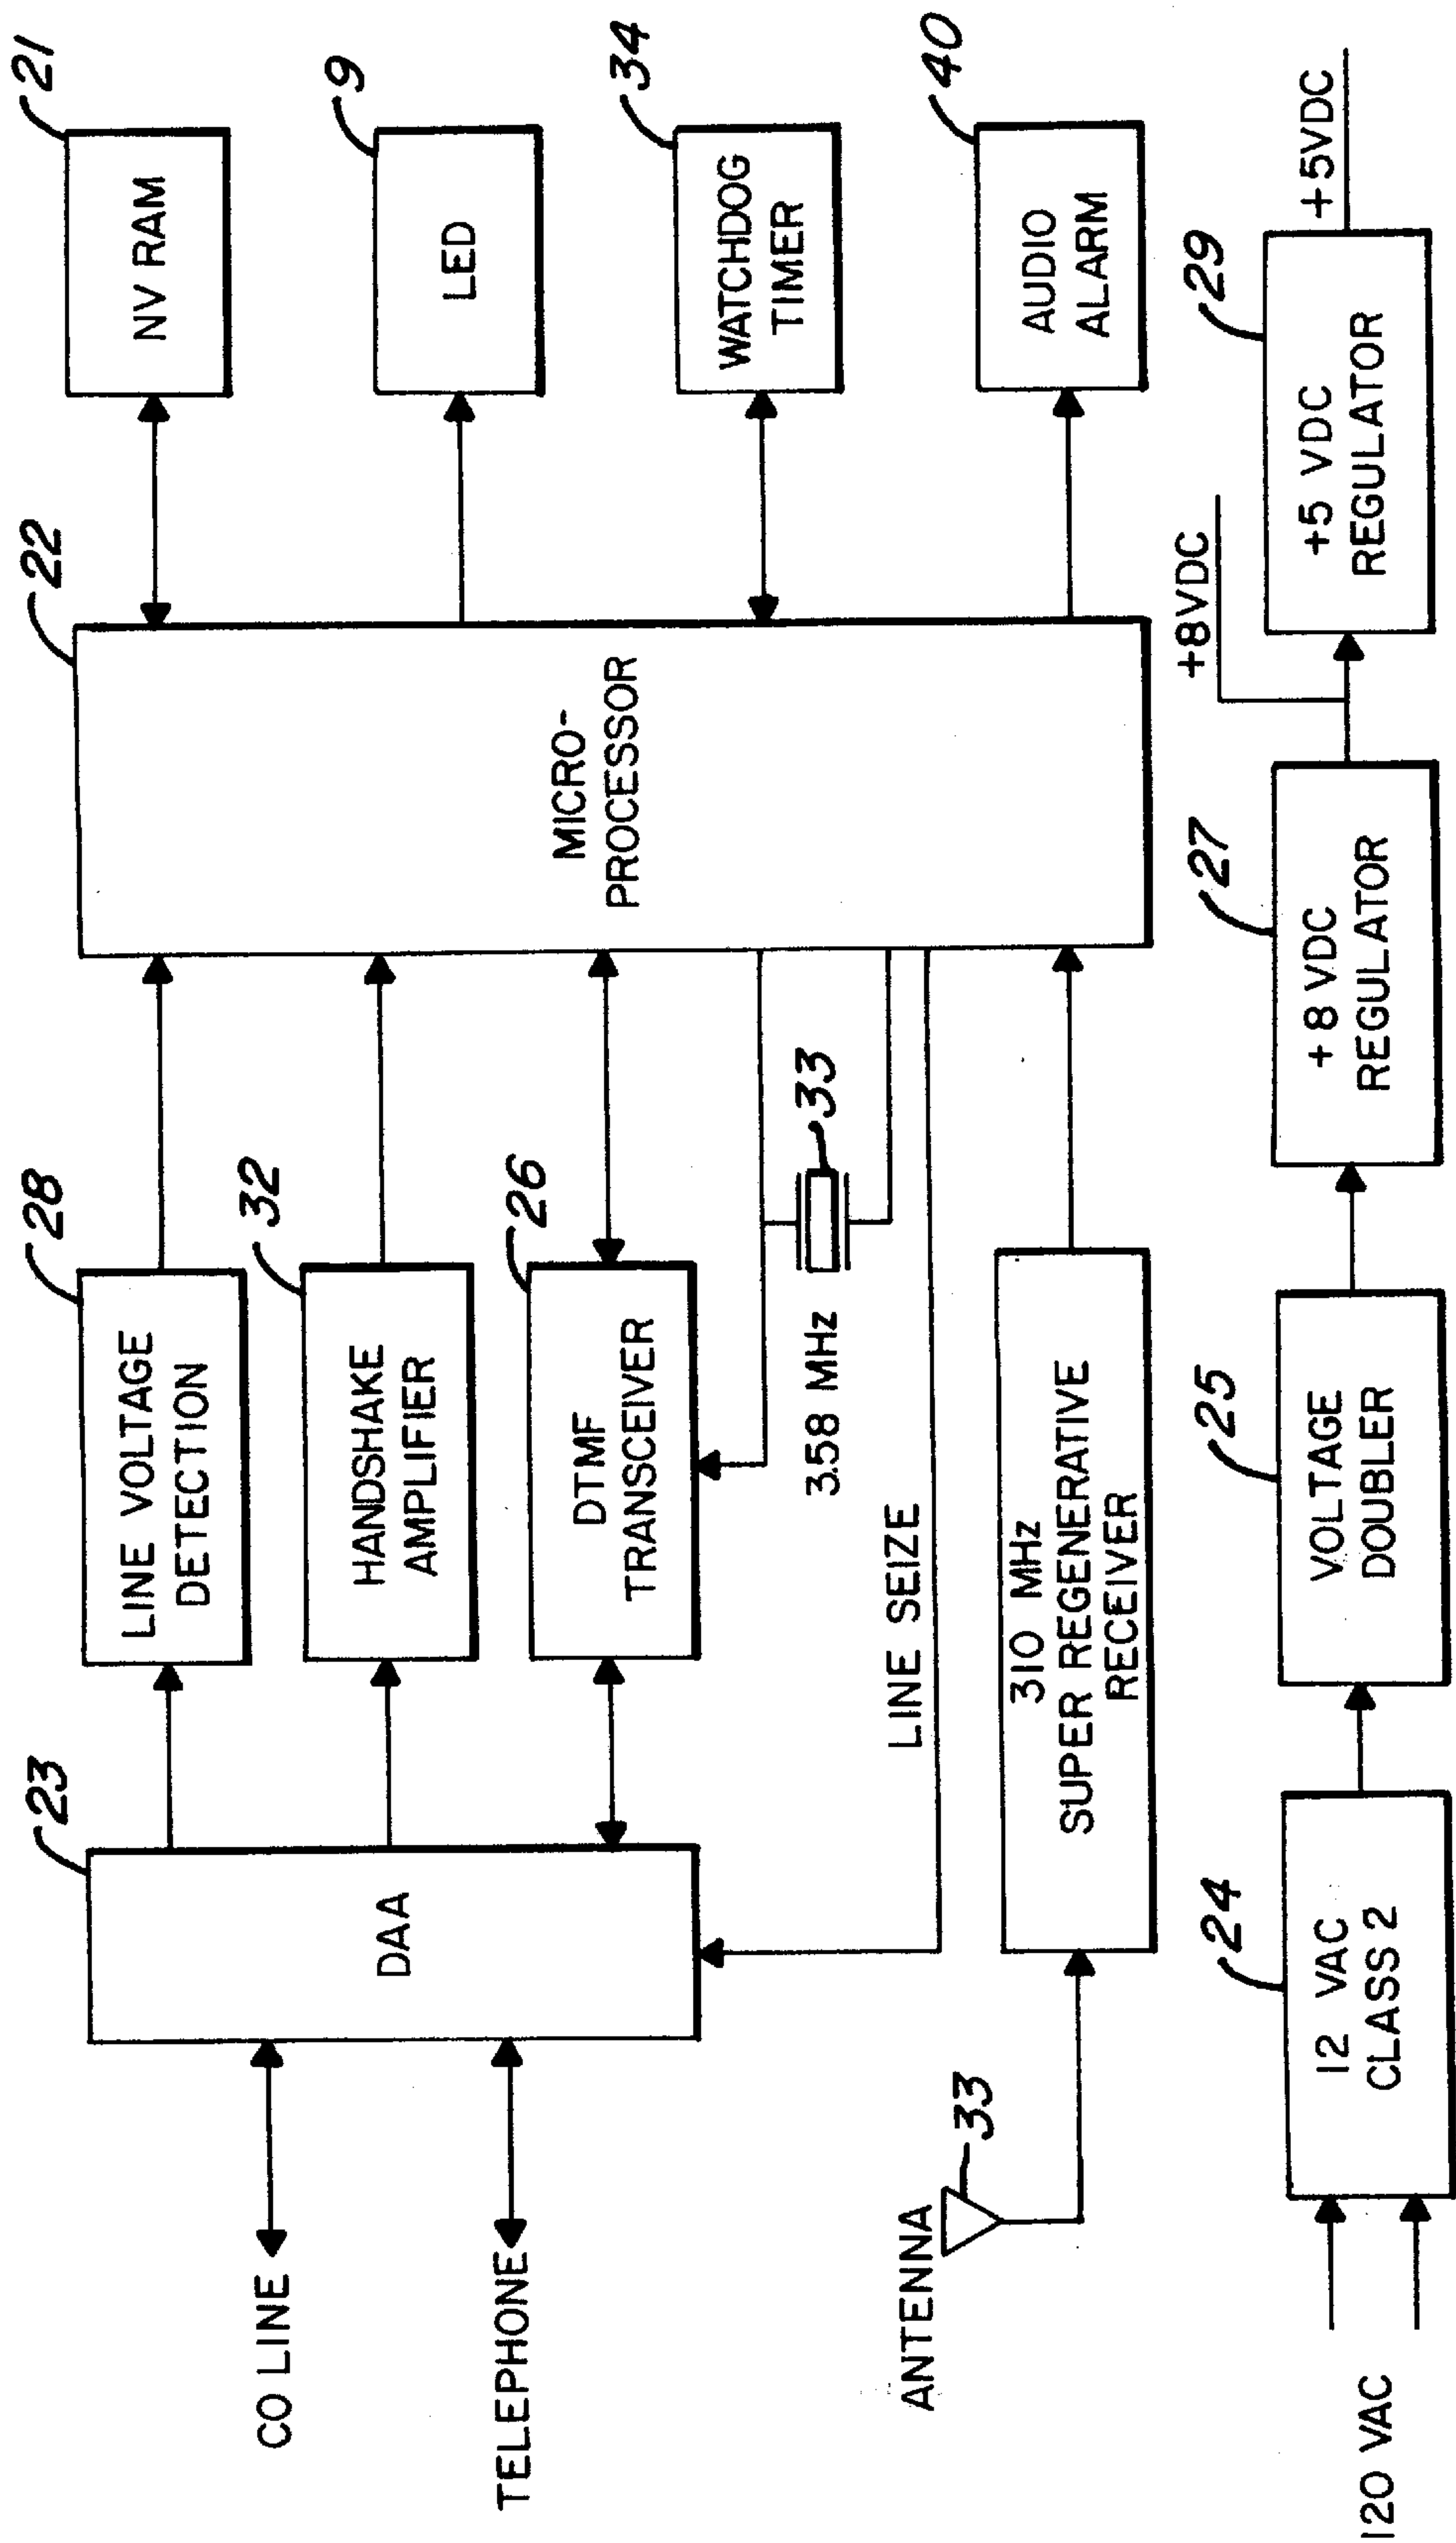 21
NV RAM
9
LED
34
WATCHDOG
TIMER
40
AUDIO
ALARM
22
MICRO-
PROCESSOR
28
LINE VOLTAGE
DETECTION
32
HANDSHAKE
AMPLIFIER
26
DTMF
TRANSCEIVER
33
3.58 MHz
LINE SEIZE
310 MHz
SUPER REGENERATIVE
RECEIVER
23
DAA
CO LINE
TELEPHONE
ANTENNA
33
120 VAC
24
12 VAC
CLASS 2
25
VOLTAGE
DOUBLER
27
+8 VDC
REGULATOR
+8VDC
29
+5 VDC
REGULATOR
+5VDC